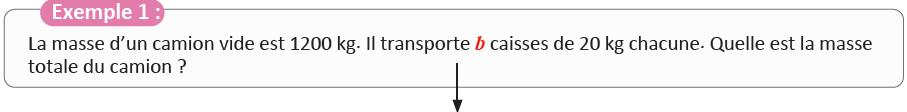 Exemple 1 :
La masse d’un camion vide est 1200 kg. Il transporte b caisses de 20 kg chacune. Quelle est la masse
totale du camion ?